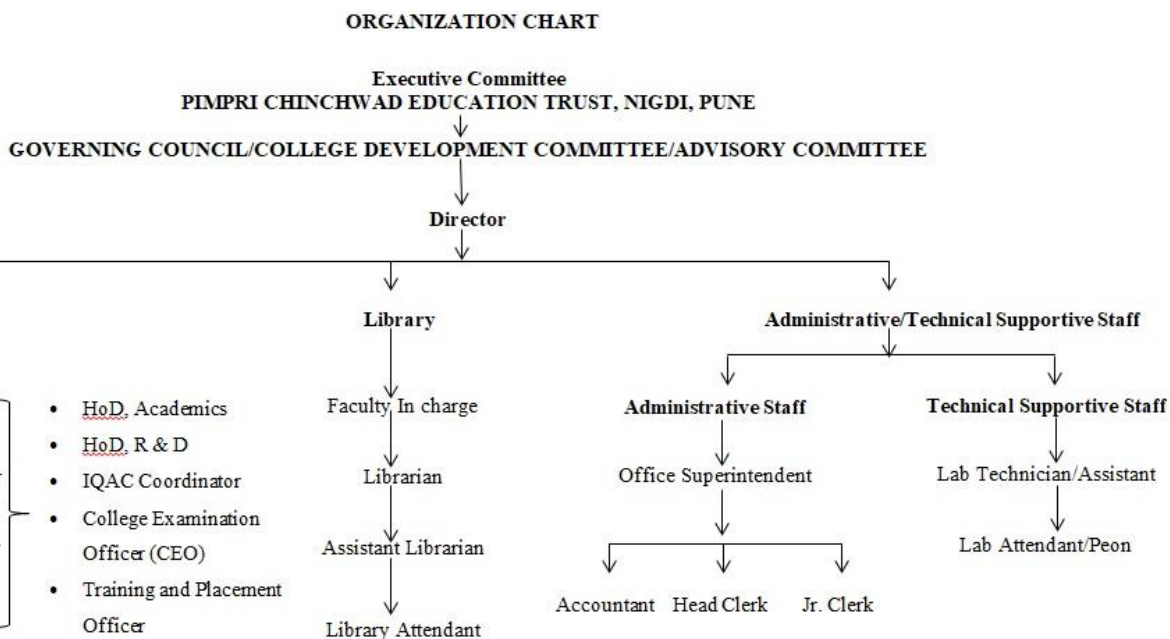 ORGANIZATION CHART
Executive Committee
PIMPRI CHINCHWAD EDUCATION TRUST, NIGDI, PUNE
GOVERNING COUNCIL/COLLEGE DEVELOPMENT COMMITTEE/ADVISORY COMMITTEE
Director
Library
Administrative/Technical Supportive Staff
• HoD, Academics
• HoD, R & D
• IQAC Coordinator
• College Examination
Officer (CEO)
• Training and Placement
Officer
Faculty In charge
Librarian
Assistant Librarian
Library Attendant
Administrative Staff
Office Superintendent
Accountant Head Clerk Jr. Clerk
Technical Supportive Staff
Lab Technician/Assistant
Lab Attendant/Peon